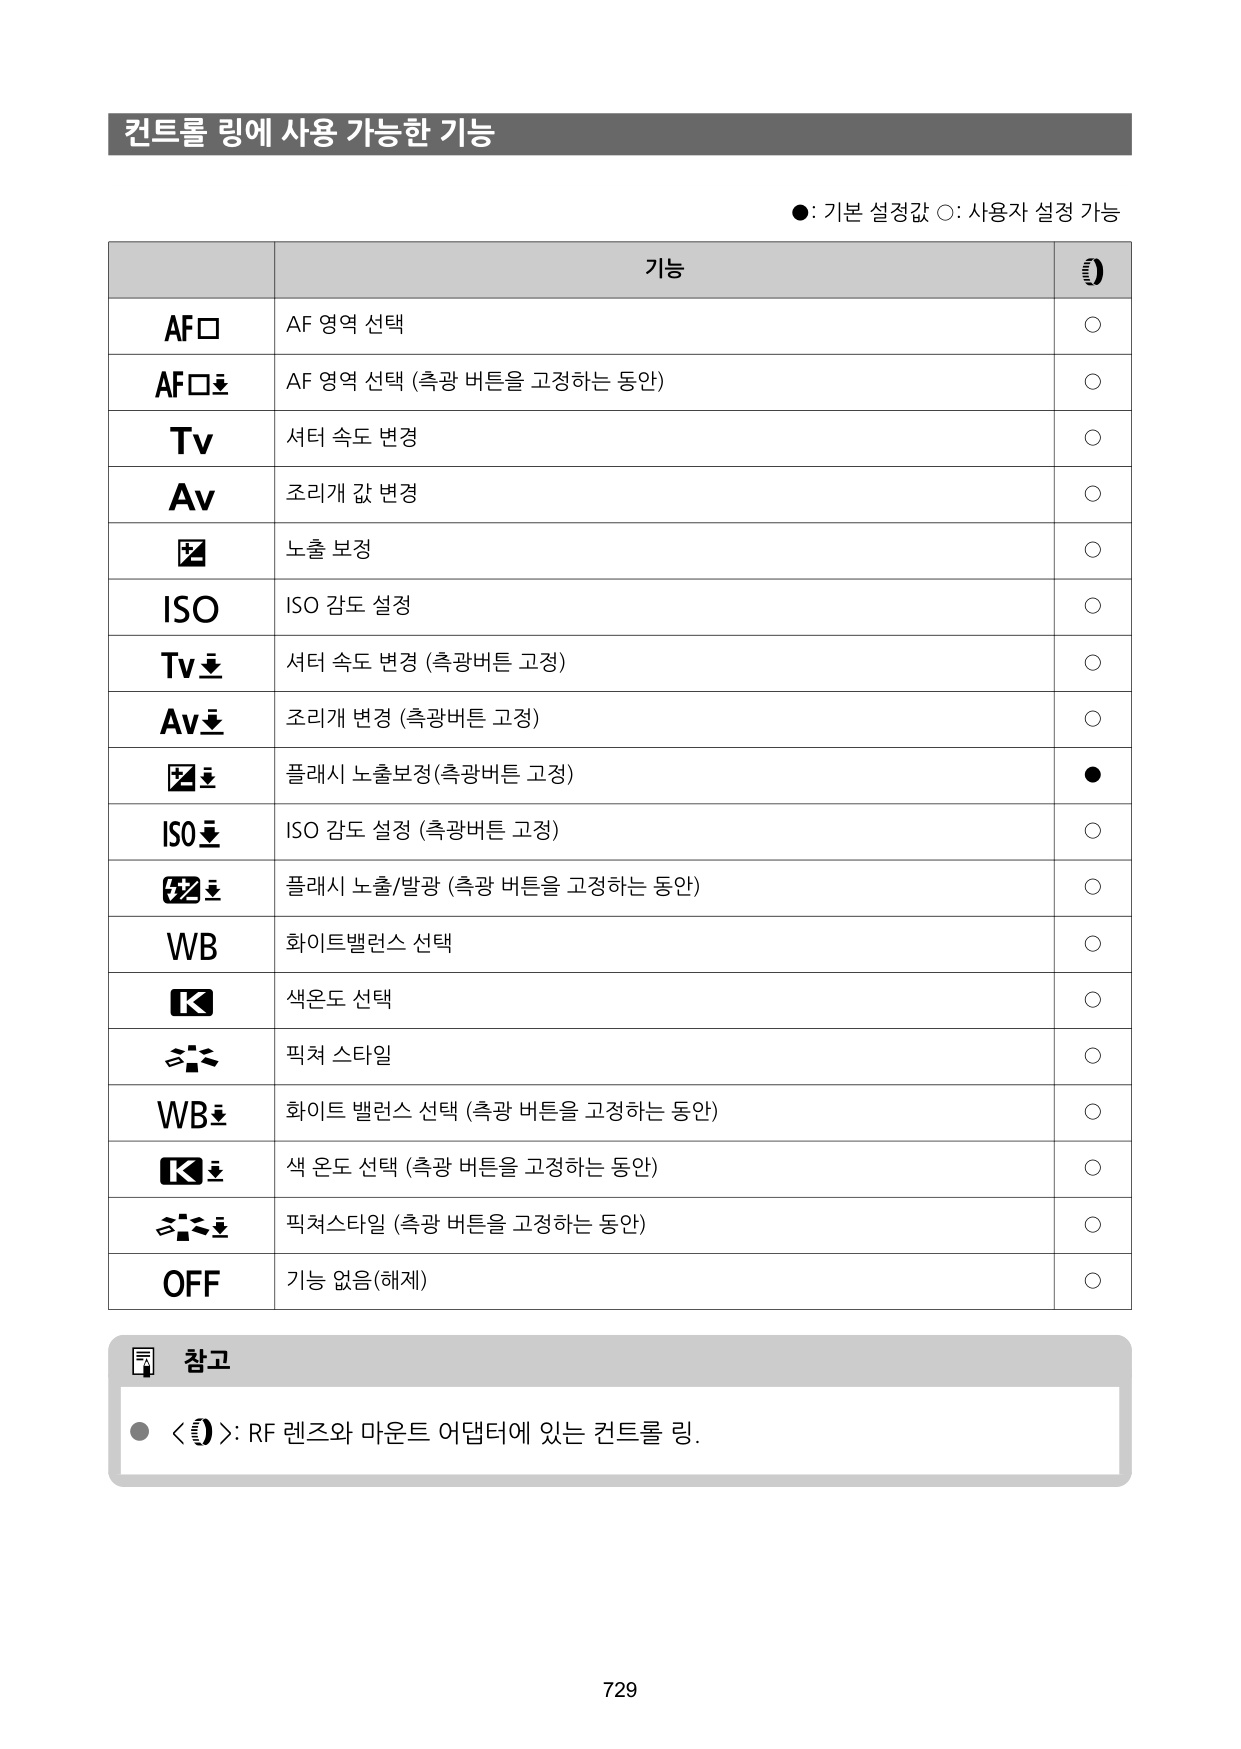 컨트롤 링에 사용 가능한 기능
●: 기본 설정값 ○: 사용자 설정 가능
기능
AF AF 영역 선택 ○
AF AF 영역 선택 (측광 버튼을 고정하는 동안) ○
Tv 셔터 속도 변경 ○
Av 조리개 값 변경 ○
노출 보정 ○
ISO ISO 감도 설정 ○
Tv 셔터 속도 변경 (측광버튼 고정) ○
Av 조리개 변경 (측광버튼 고정) ○
플래시 노출보정(측광버튼 고정) ●
ISO ISO 감도 설정 (측광버튼 고정) ○
플래시 노출/발광 (측광 버튼을 고정하는 동안) ○
WB 화이트밸런스 선택 ○
K 색온도 선택 ○
픽쳐 스타일 ○
WB 화이트 밸런스 선택 (측광 버튼을 고정하는 동안) ○
K 색 온도 선택 (측광 버튼을 고정하는 동안) ○
픽쳐스타일 (측광 버튼을 고정하는 동안) ○
OFF 기능 없음(해제) ○
참고
● < >: RF 렌즈와 마운트 어댑터에 있는 컨트롤 링.
729